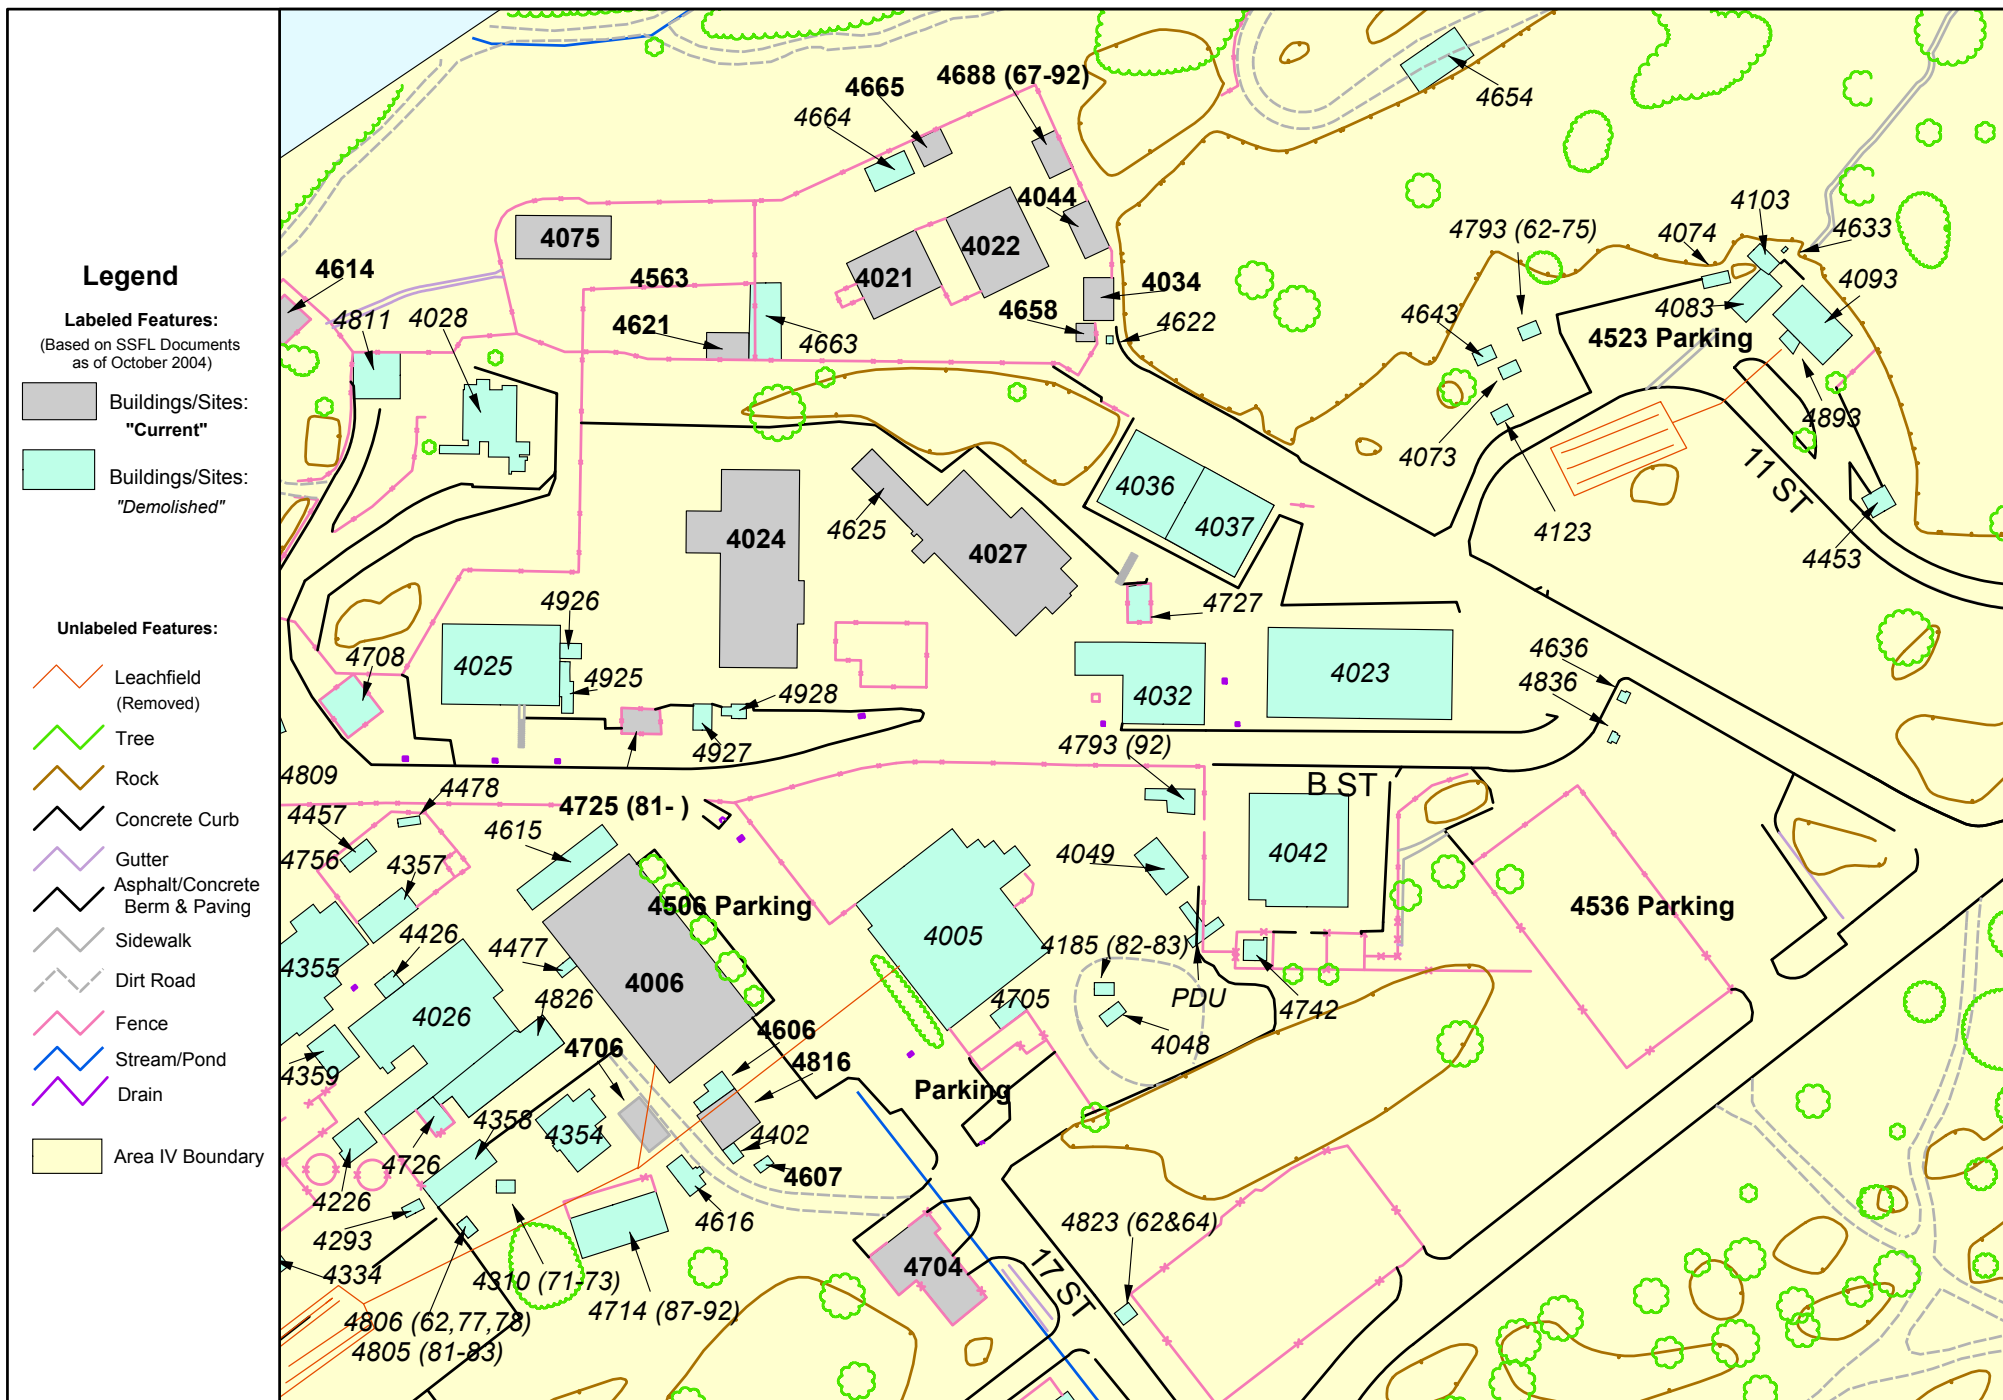 Legend
Labeled Features:
(Based on SSFL Documents
as of October 2004)
Buildings/Sites:
"Current"
Buildings/Sites:
"Demolished"
Unlabeled Features:
Leachfield
(Removed)
Tree
Rock
Concrete Curb
Gutter
Asphalt/Concrete
Berm & Paving
Sidewalk
Dirt Road
Fence
Stream/Pond
Drain
Area IV Boundary
4688 (67-92)
4665
4664
4654
4044
4103
4793 (62-75)
4074
4633
4075
4022
4021
4614
4563
4034
4093
4083
4811
4028
4621
4663
4658
4622
4643
4523 Parking
4893
4073
11 ST
4036
4037
4625
4024
4027
4123
4453
4926
4727
4708
4025
4925
4928
4032
4023
4636
4836
4927
4793 (92)
4809
4478
4725 (81- )
B ST
4457
4756
4615
4357
4049
4042
4506 Parking
4536 Parking
4426
4477
4005
4185 (82-83)
4355
4006
4826
4705
PDU
4742
4026
4606
4048
4359
4706
4816
Parking
4358
4354
4402
4726
4607
4226
4616
4823 (62&64)
4293
4334
4310 (71-73)
4704
17 ST
4714 (87-92)
4806 (62,77,78)
4805 (81-83)